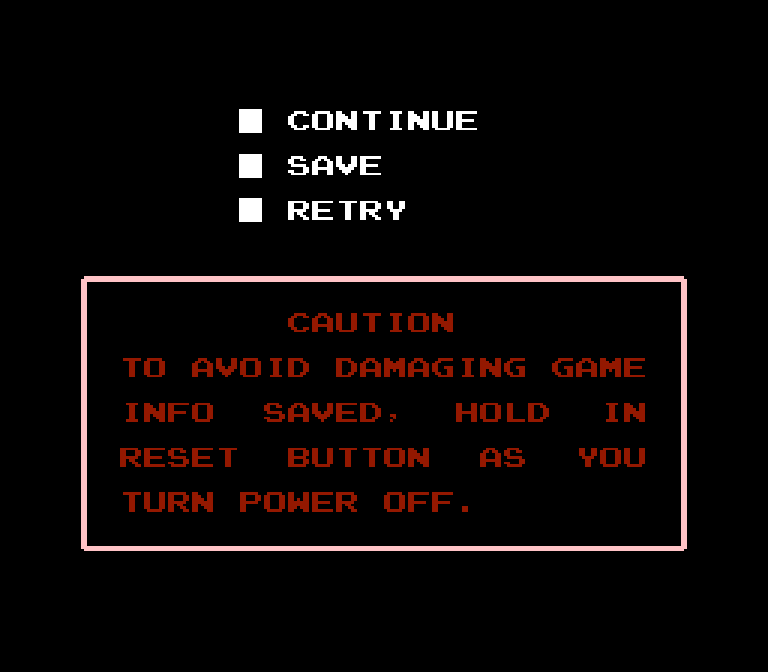 CONTINUE
SAVE
RETRY
CAUTION
TO AVOID DAMAGING GAME
INFO SAVED, HOLD IN
RESET BUTTON AS YOU
TURN POWER OFF.